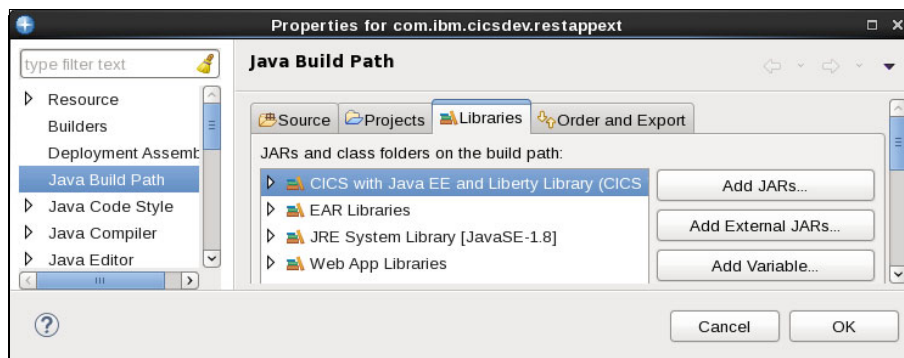 Properties for com.ibm.cicsdev.restappext
type filter text
Java Build Path
Resource
Builders
Deployment Assemb
Java Build Path
Java Code Style
Java Compiler
Java Editor
Source Projects Libraries Order and Export
JARs and class folders on the build path:
CICS with Java EE and Liberty Library (CICS
EAR Libraries
JRE System Library [JavaSE-1.8]
Web App Libraries
Add JARs...
Add External JARs...
Add Variable...
Cancel OK